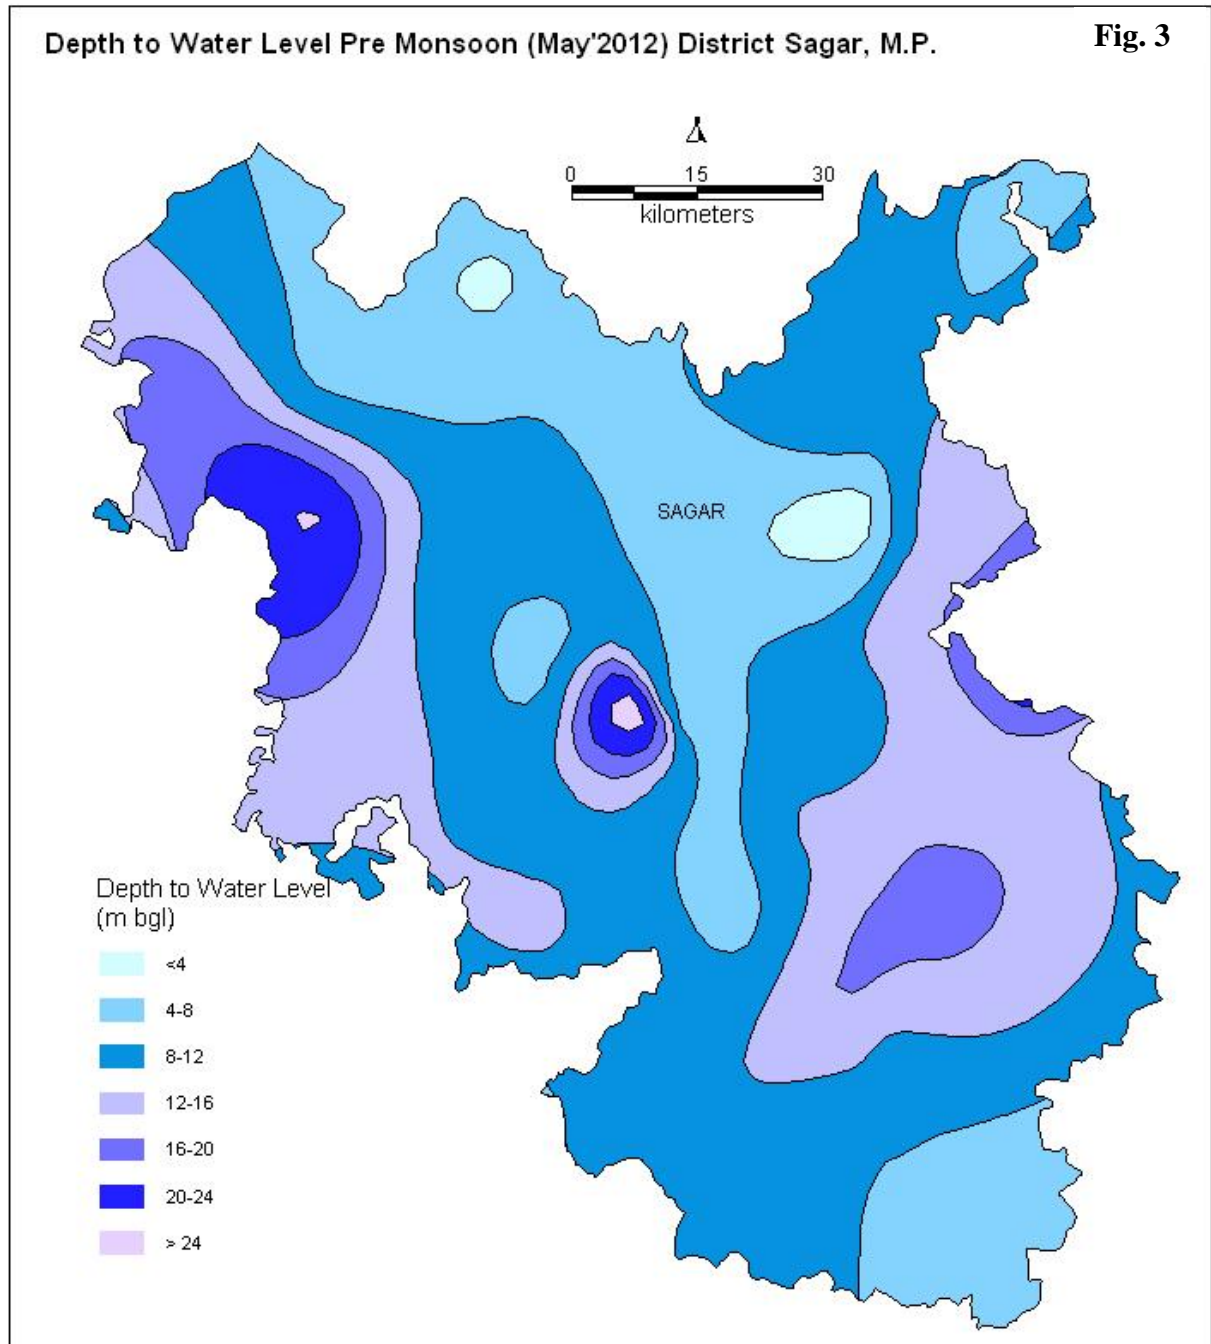 Depth to Water Level Pre Monsoon (May'2012) District Sagar, M.P.
Fig. 3
0 15 30
kilometers
SAGAR
Depth to Water Level
(m bgl)
<4
4-8
8-12
12-16
16-20
20-24
> 24